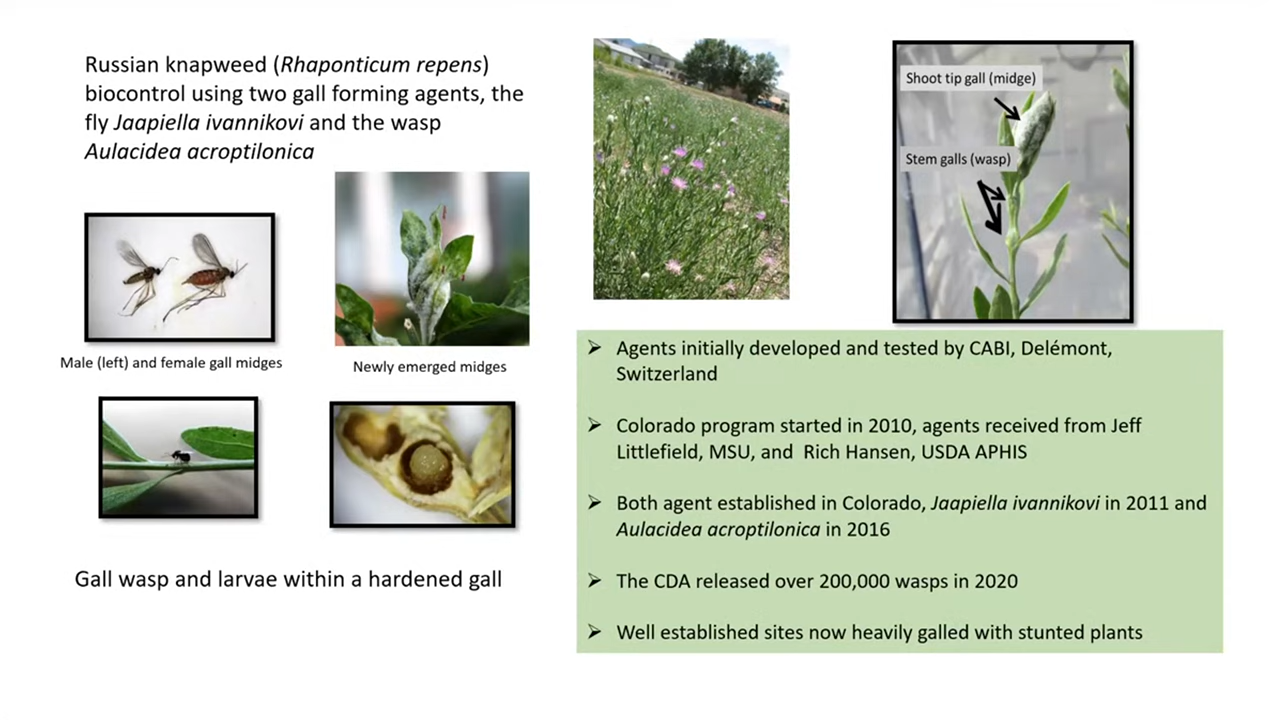 Russian knapweed (Rhaponticum repens)
biocontrol using two gall forming agents, the
fly Jaapiella ivannikovi and the wasp
Aulacidea acroptilonica
Male (left) and female gall midges
Newly emerged midges
Gall wasp and larvae within a hardened gall
Shoot tip gall (midge)
Stem galls (wasp)
➢ Agents initially developed and tested by CABI, Delémont,
Switzerland
➢ Colorado program started in 2010, agents received from Jeff
Littlefield, MSU, and Rich Hansen, USDA APHIS
➢ Both agent established in Colorado, Jaapiella ivannikovi in 2011 and
Aulacidea acroptilonica in 2016
➢ The CDA released over 200,000 wasps in 2020
➢ Well established sites now heavily galled with stunted plants